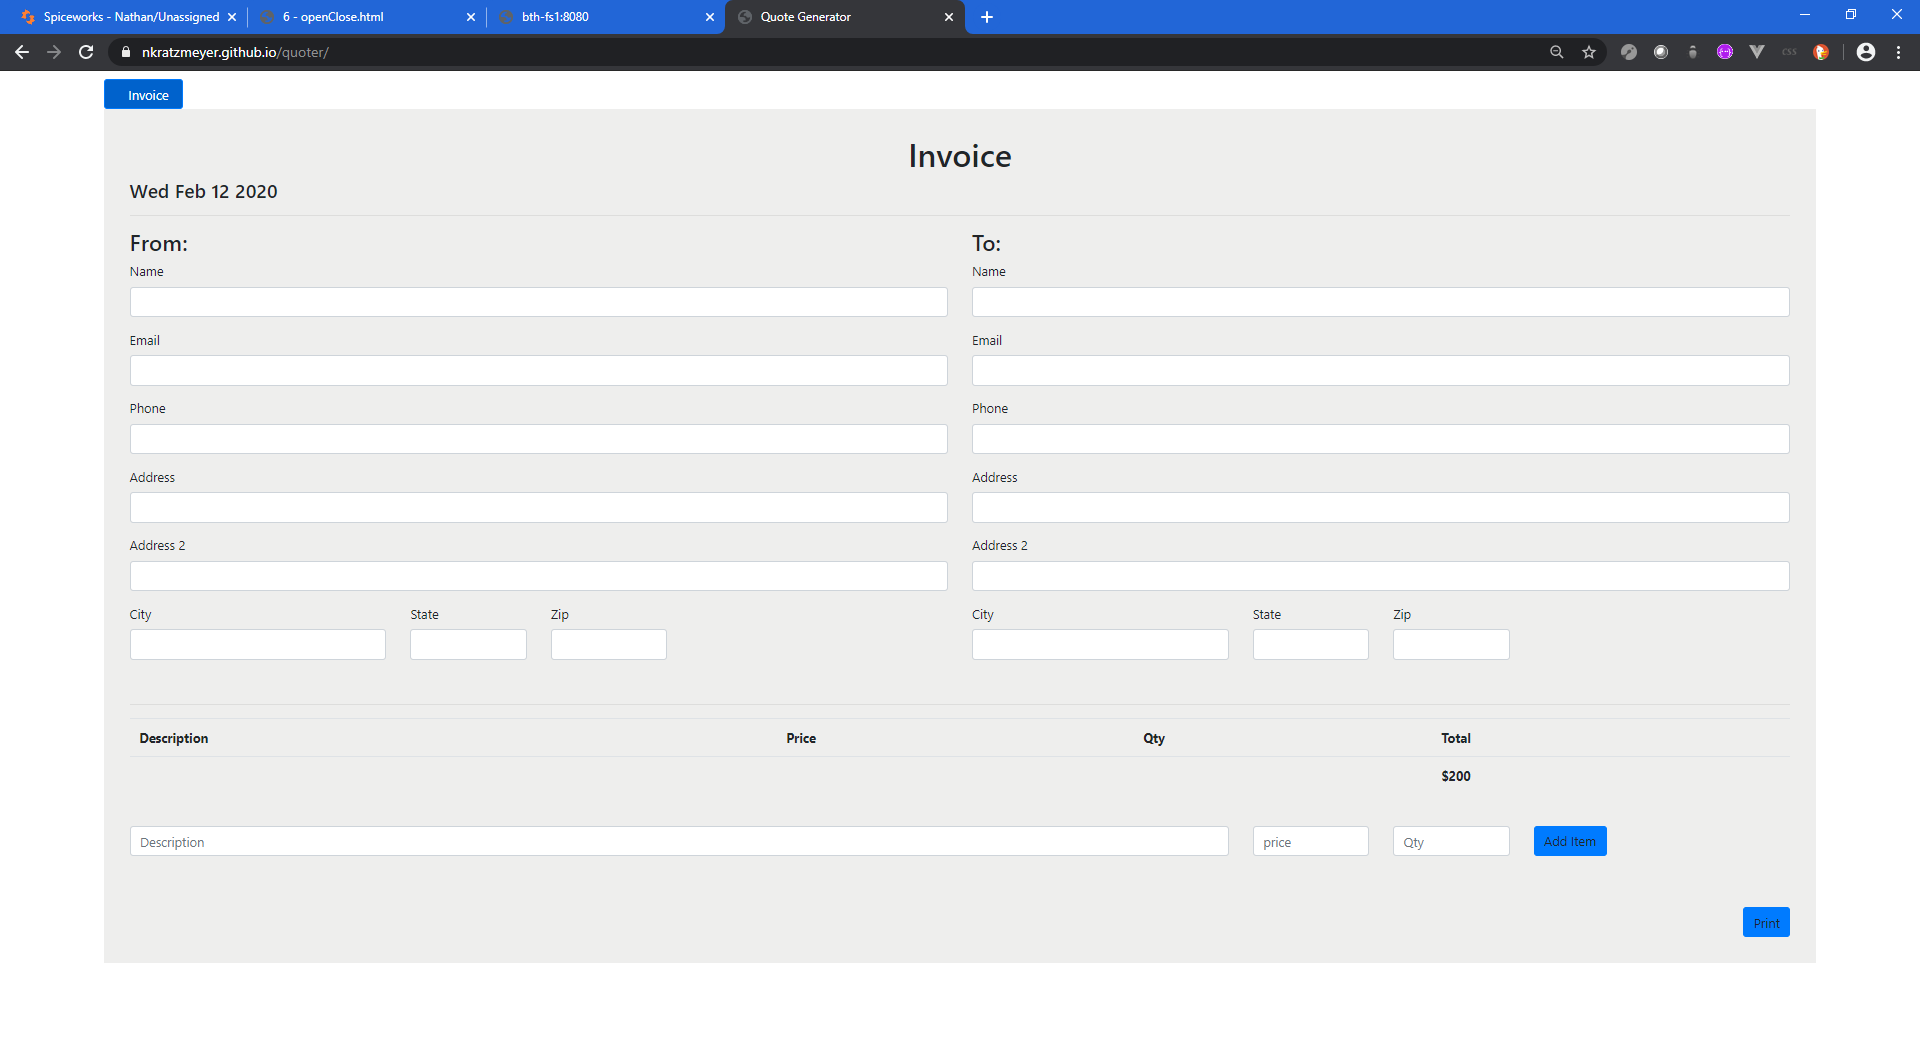 Spiceworks - Nathan/Unassigned
6 - openClose.html
bth-fs1:8080
Quote Generator
nkratzmeyer.github.io/quoter/
css
Invoice
Invoice
Wed Feb 12 2020
From: To:
Name Name
Email Email
Phone Phone
Address Address
Address 2 Address 2
City State Zip City State Zip
Description Price Qty Total
$200
Description price Qty Add Item
Print